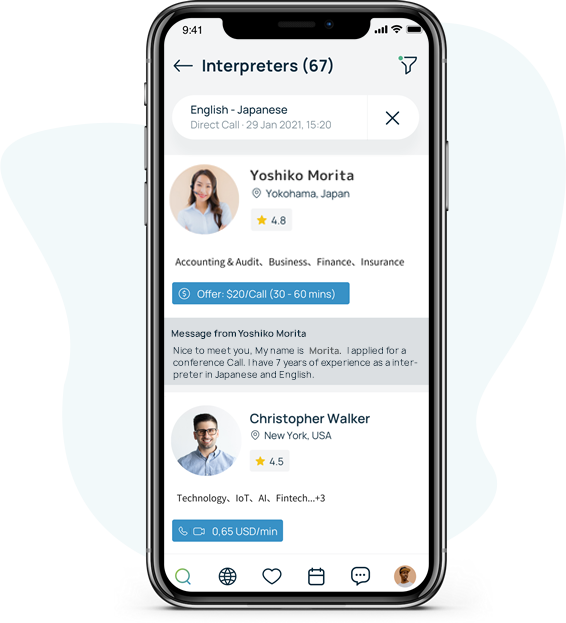 9:41
Interpreters (67)
English - Japanese
Direct Call · 29 Jan 2021, 15:20
Yoshiko Morita
Yokohama, Japan
4.8
Accounting & Audit、Business、Finance、Insurance
Offer: $20/Call (30 - 60 mins)
Message from Yoshiko Morita
Nice to meet you, My name is Morita. I applied for a
conference Call. I have 7 years of experience as a inter-
preter in Japanese and English.
Christopher Walker
New York, USA
4.5
Technology、IoT、AI、Fintech...+3
0,65 USD/min